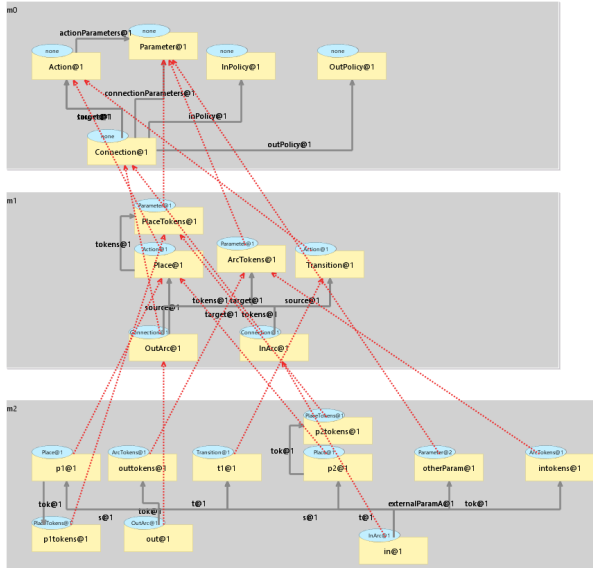 m0
actionParameters@1
none
Parameter@1
none
Action@1
none
InPolicy@1
none
OutPolicy@1
connectionParameters@1
inPolicy@1
none
Connection@1
outPolicy@1
m1
Parameter@1
PlaceTokens@1
tokens@1
Action@1
Place@1
Parameter@1
ArcTokens@1
Action@1
Transition@1
source@1
tokens@1
target@1
source@1
target@1
tokens@1
Connection@1
OutArc@1
Connection@1
InArc@1
m2
PlaceTokens@1
p2tokens@1
tok@1
Place@1
p1@1
ArcTokens@1
outtokens@3
Transition@1
t1@1
Place@1
p2@1
Parameter@2
otherParam@1
ArcTokens@1
intokens@1
tok@1
tok@1
t@1
externalParamA@1
tok@1
s@1
s@1
t@1
PlaceTokens@1
p1tokens@1
OutArc@1
out@1
InArc@1
in@1